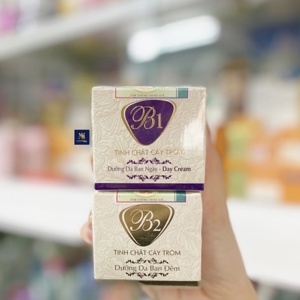 B1
TINH CHẤT CÂY TRÔM
Dưỡng Da Ban Ngày - Day Cream
B2
TINH CHẤT CÂY TRÔM
Dưỡng Da Ban Đêm